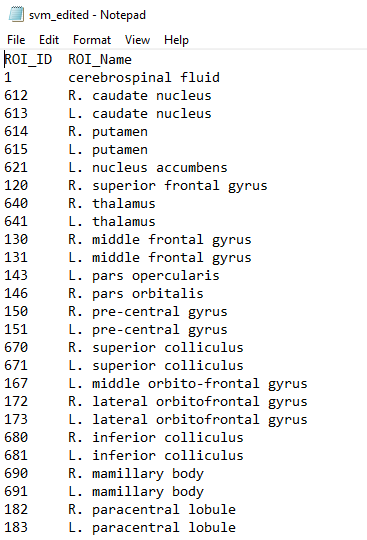 svm_edited - Notepad
File Edit Format View Help
ROI_ID ROI_Name
1 cerebrospinal fluid
612 R. caudate nucleus
613 L. caudate nucleus
614 R. putamen
615 L. putamen
621 L. nucleus accumbens
120 R. superior frontal gyrus
640 R. thalamus
641 L. thalamus
130 R. middle frontal gyrus
131 L. middle frontal gyrus
143 L. pars opercularis
146 R. pars orbitalis
150 R. pre-central gyrus
151 L. pre-central gyrus
670 R. superior colliculus
671 L. superior colliculus
167 L. middle orbito-frontal gyrus
172 R. lateral orbitofrontal gyrus
173 L. lateral orbitofrontal gyrus
680 R. inferior colliculus
681 L. inferior colliculus
690 R. mamillary body
691 L. mamillary body
182 R. paracentral lobule
183 L. paracentral lobule